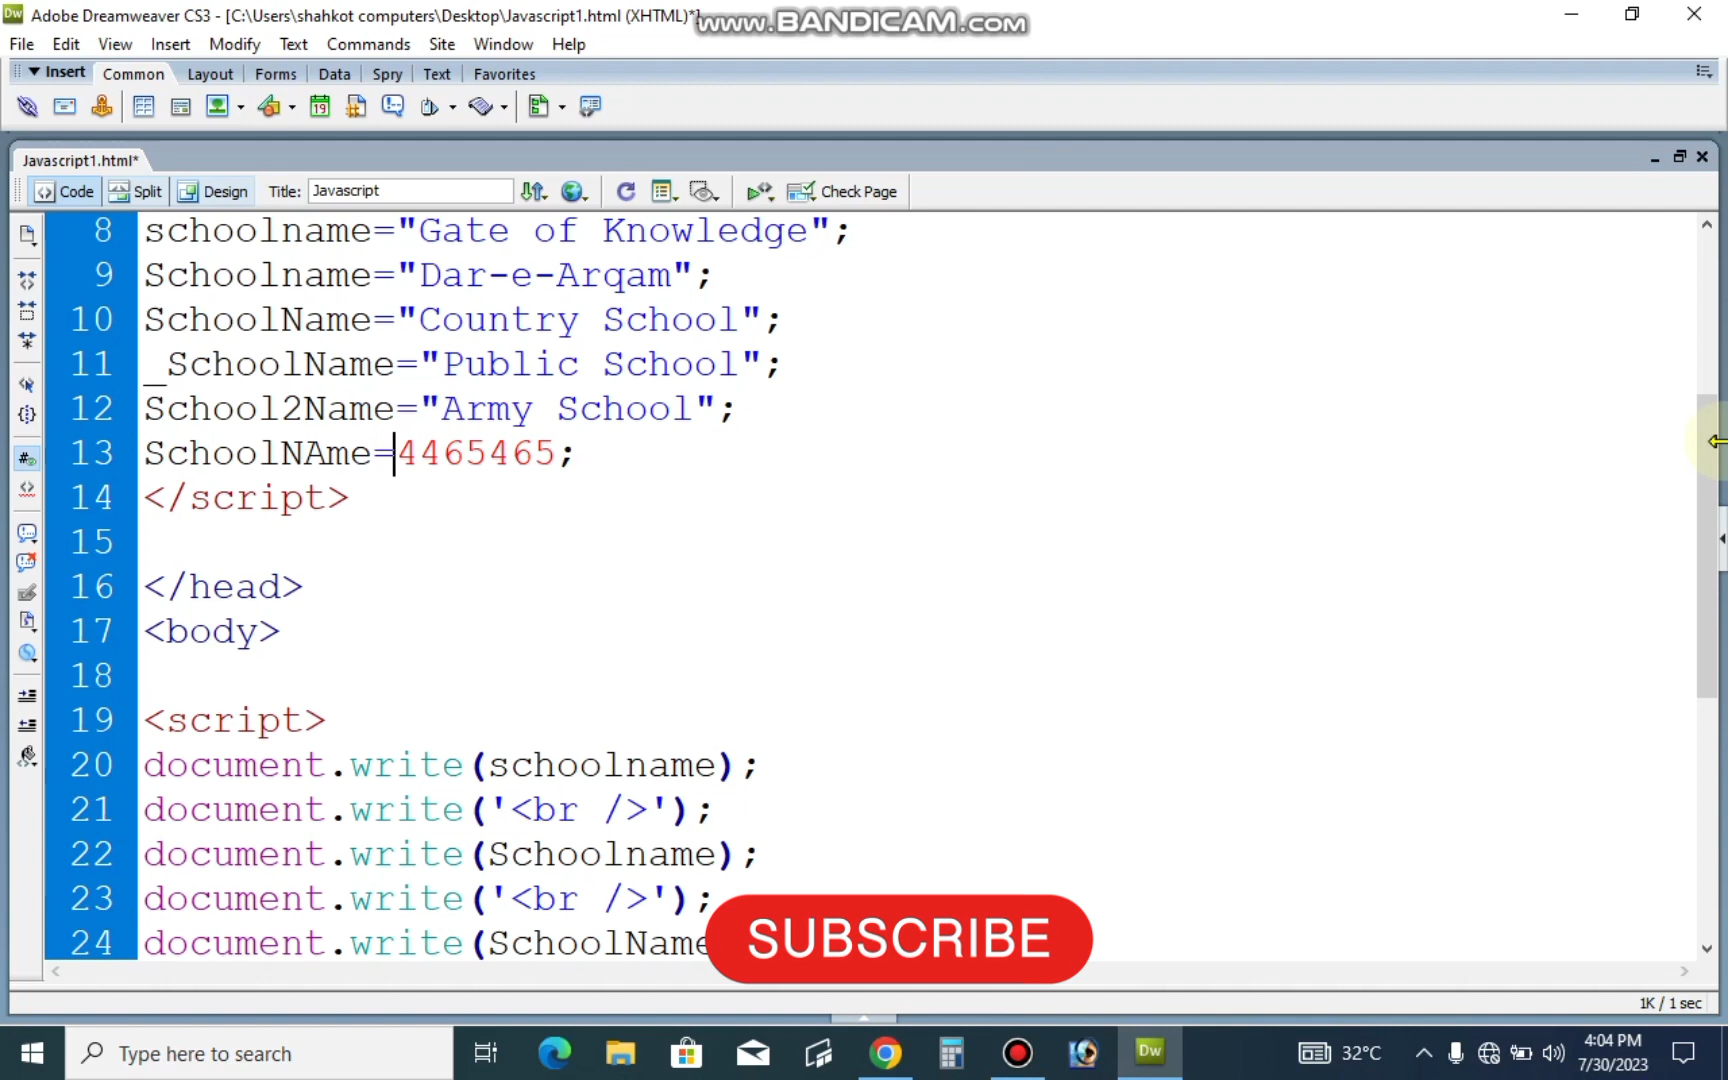 Dw Adobe Dreamweaver CS3 - [C:\Users\shahkot computers\Desktop\Javascript1.html (XHTML)*]
www.BANDICAM.com
File Edit View Insert Modify Text Commands Site Window Help
Insert Common Layout Forms Data Spry Text Favorites
19
Javascript1.html*
Code Split Design Title: Javascript Check Page
8 schoolname="Gate of Knowledge";
9 Schoolname="Dar-e-Arqam";
10 SchoolName="Country School";
11 _SchoolName="Public School";
12 School2Name="Army School";
13 SchoolNAme=4465465;
14 </script>
15
16 </head>
17 <body>
18
19 <script>
20 document.write(schoolname);
21 document.write('<br />');
22 document.write(Schoolname);
23 document.write('<br />');
24 document.write(SchoolName
SUBSCRIBE
1K / 1 sec
Type here to search
Dw
32°C
4:04 PM
7/30/2023